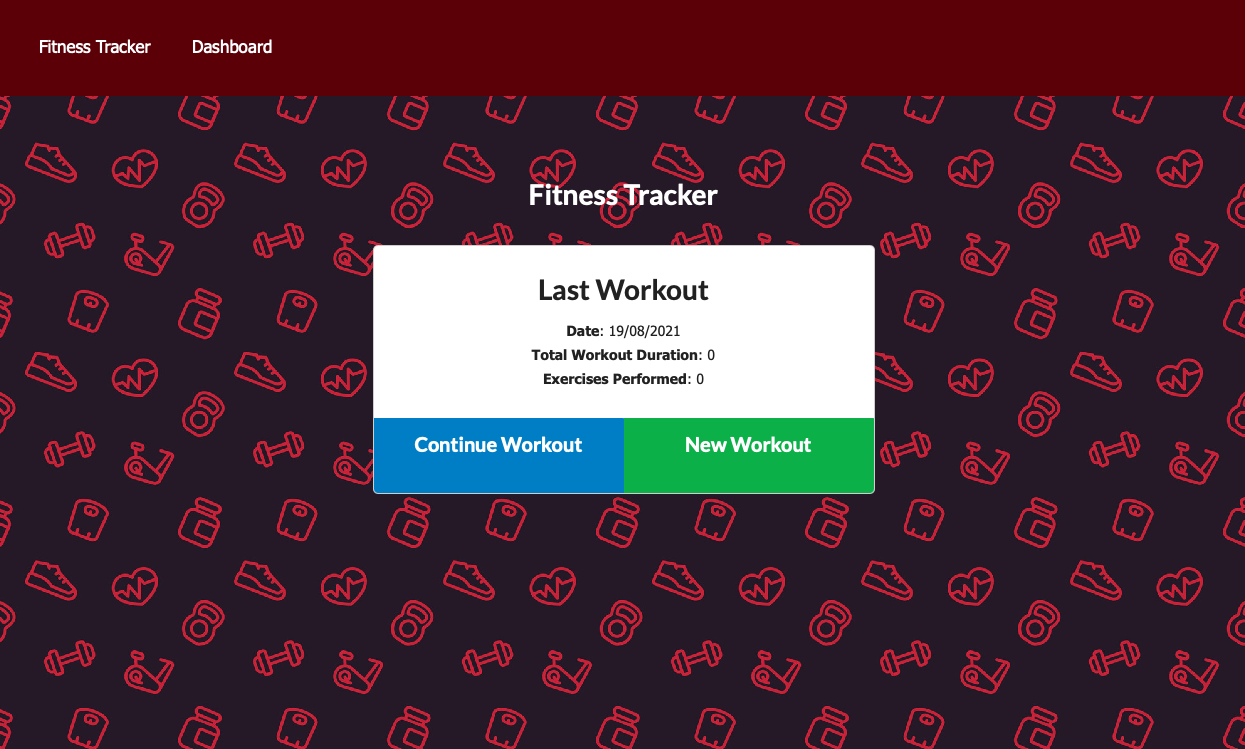 Fitness Tracker Dashboard
Fitness Tracker
Last Workout
Date: 19/08/2021
Total Workout Duration: 0
Exercises Performed: 0
Continue Workout New Workout